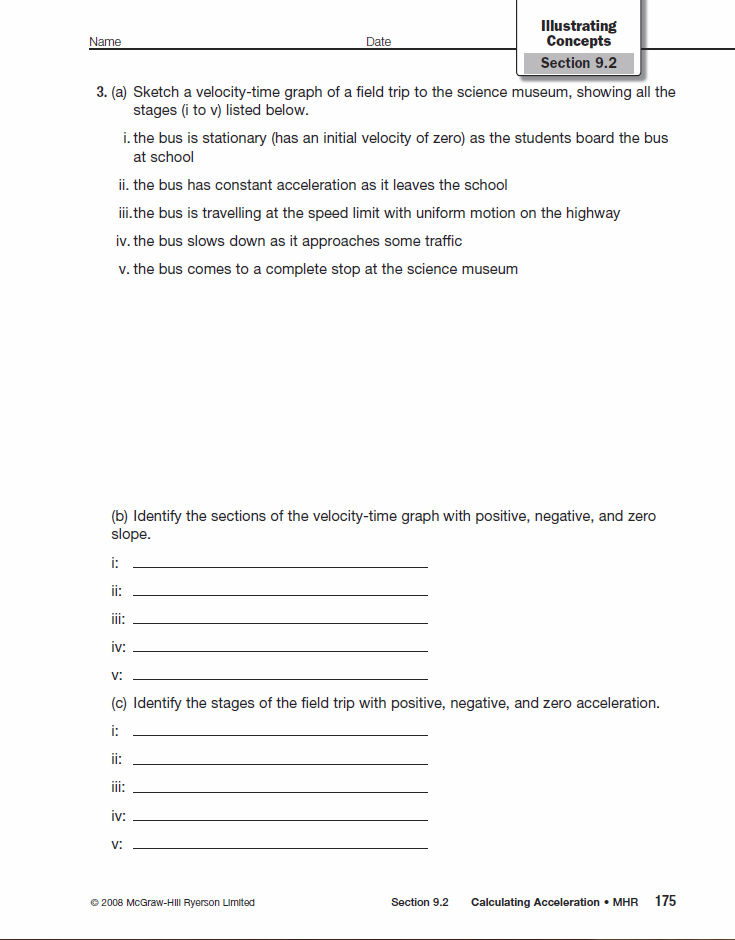 Name
Date
Illustrating
Concepts
Section 9.2
3. (a) Sketch a velocity-time graph of a field trip to the science museum, showing all the
stages (i to v) listed below.
i. the bus is stationary (has an initial velocity of zero) as the students board the bus
at school
ii. the bus has constant acceleration as it leaves the school
iii. the bus is travelling at the speed limit with uniform motion on the highway
iv. the bus slows down as it approaches some traffic
v. the bus comes to a complete stop at the science museum
(b) Identify the sections of the velocity-time graph with positive, negative, and zero
slope.
i:
ii:
iii:
iv:
v:
(c) Identify the stages of the field trip with positive, negative, and zero acceleration.
i:
ii:
iii:
iv:
v:
© 2008 McGraw-Hill Ryerson Limited
Section 9.2 Calculating Acceleration • MHR 175